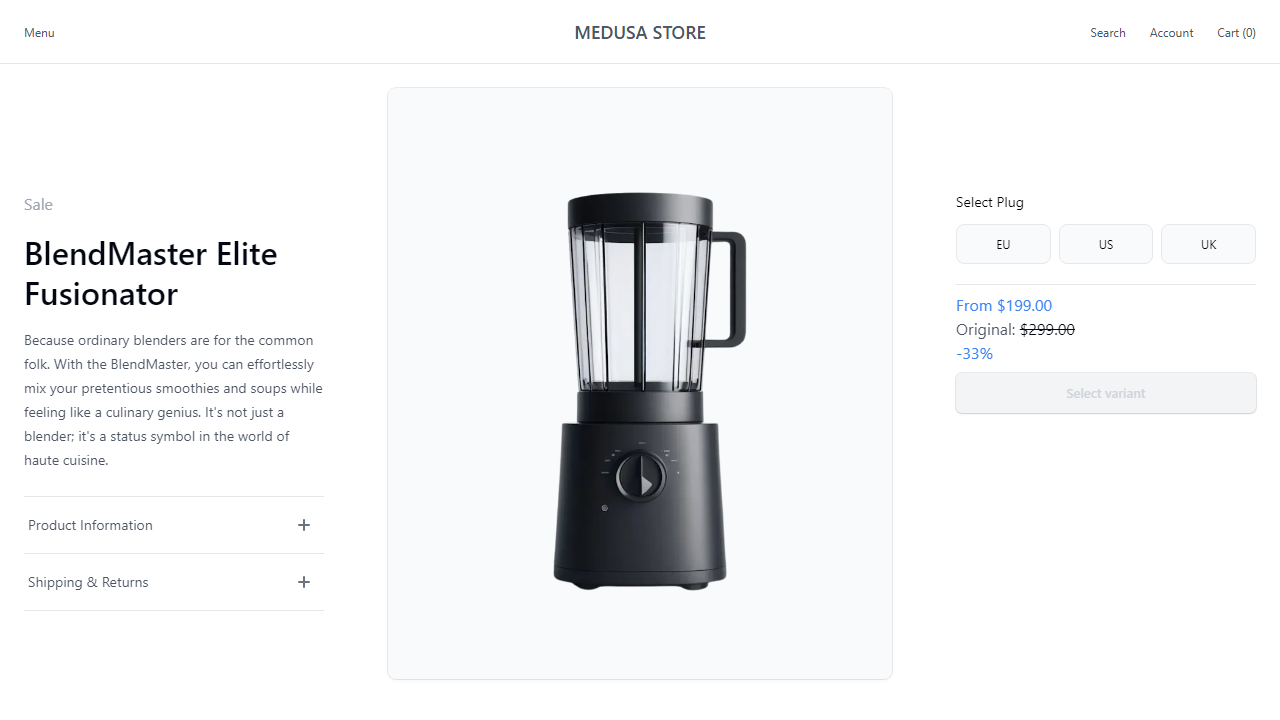 Menu
MEDUSA STORE
Search
Account
Cart (0)
Sale
BlendMaster Elite
Fusionator
Because ordinary blenders are for the common
folk. With the BlendMaster, you can effortlessly
mix your pretentious smoothies and soups while
feeling like a culinary genius. It's not just a
blender; it's a status symbol in the world of
haute cuisine.
Product Information
Shipping & Returns
Select Plug
EU
US
UK
From $199.00
Original: $299.00
-33%
Select variant